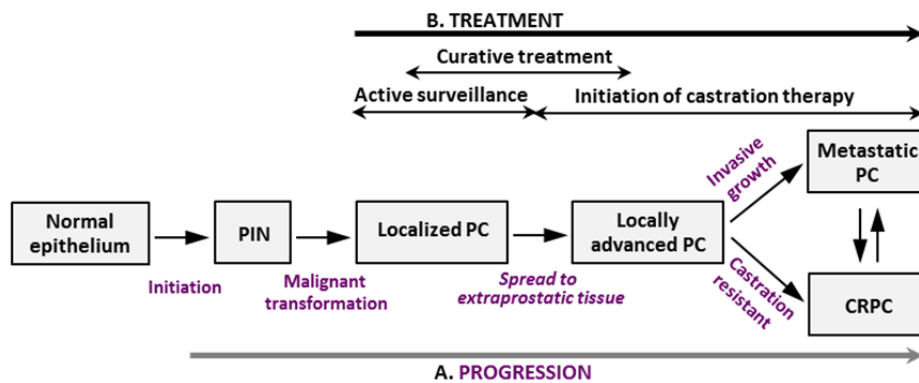 B. TREATMENT
Curative treatment
Active surveillance
Initiation of castration therapy
Normal
epithelium
Initiation
PIN
Malignant
transformation
Localized PC
Spread to
extraprostatic tissue
Locally
advanced PC
Invasive
growth
Metastatic
PC
Castration
resistant
CRPC
A. PROGRESSION